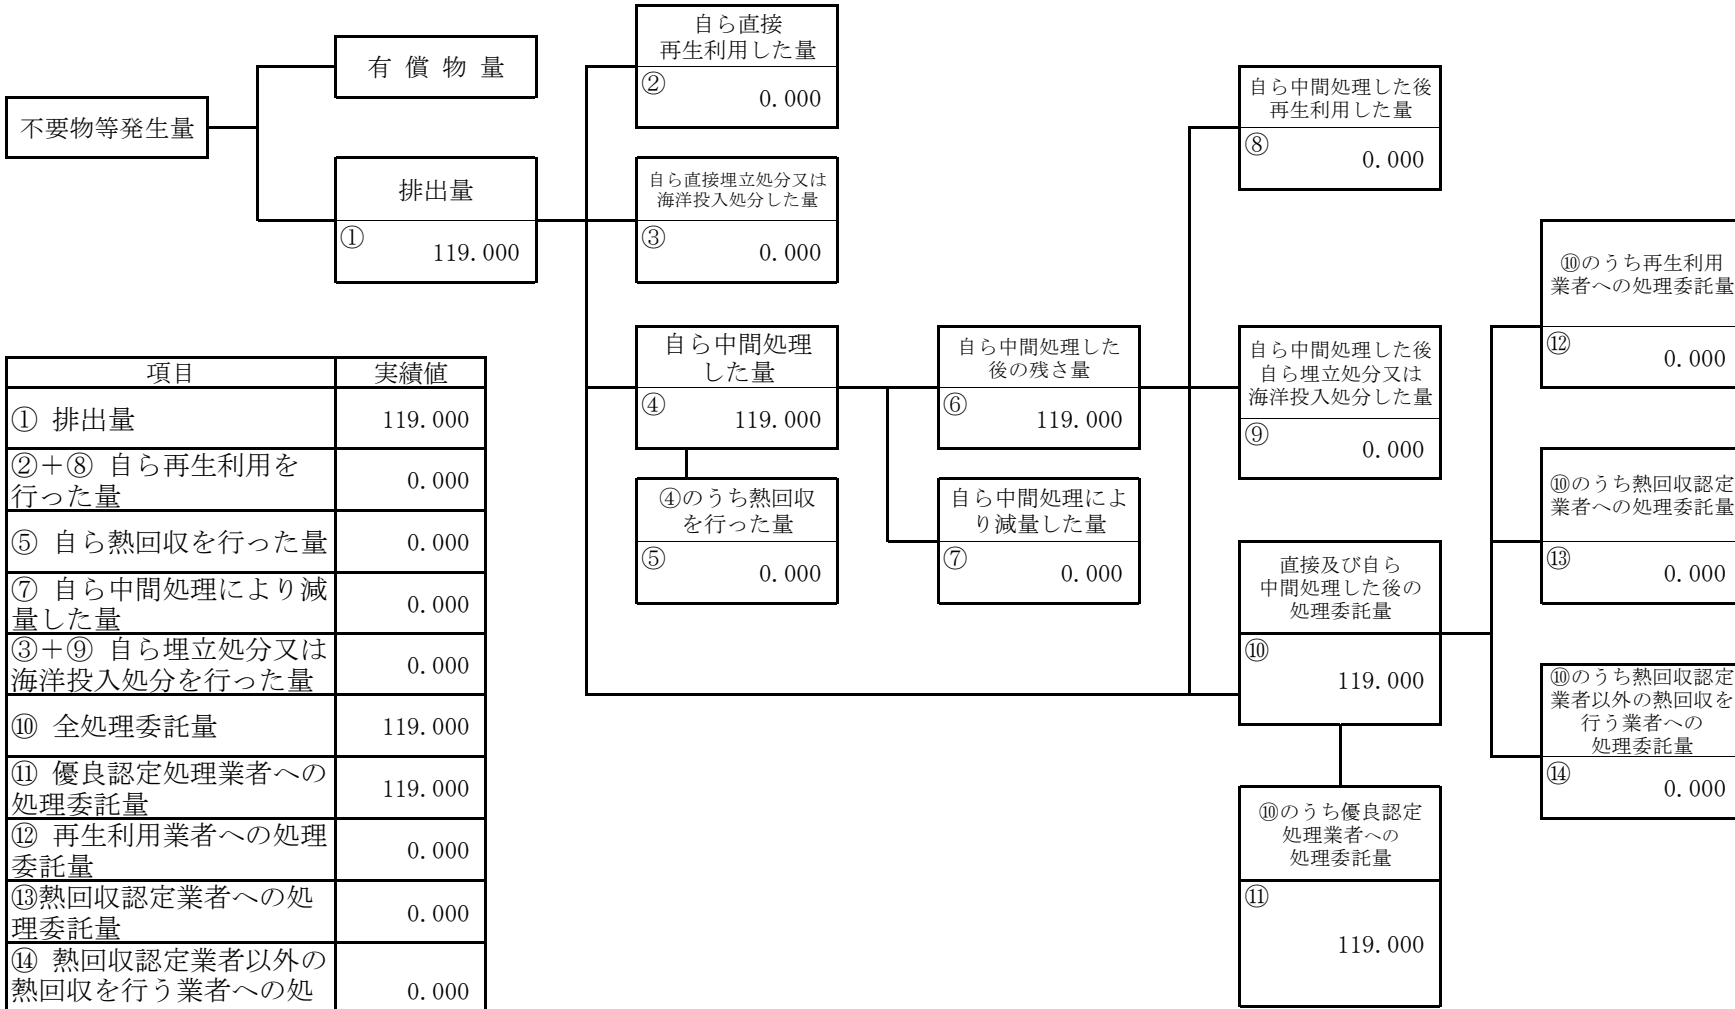 不要物等発生量
有 償 物 量
排出量
①
119.000
自ら直接
再生利用した量
②
0.000
自ら直接埋立処分又は
海洋投入処分した量
③
0.000
自ら中間処理
した量
④
119.000
④のうち熱回収
を行った量
⑤
0.000
自ら中間処理した
後の残さ量
⑥
119.000
自ら中間処理によ
り減量した量
⑦
0.000
自ら中間処理した後
再生利用した量
⑧
0.000
自ら中間処理した後
自ら埋立処分又は
海洋投入処分した量
⑨
0.000
直接及び自ら
中間処理した後の
処理委託量
⑩
119.000
⑩のうち優良認定
処理業者への
処理委託量
⑪
119.000
⑩のうち再生利用
業者への処理委託量
⑫
0.000
⑩のうち熱回収認定
業者への処理委託量
⑬
0.000
⑩のうち熱回収認定
業者以外の熱回収を
行う業者への
処理委託量
⑭
0.000
項目 実績値
① 排出量 119.000
②+⑧ 自ら再生利用を
行った量 0.000
⑤ 自ら熱回収を行った量 0.000
⑦ 自ら中間処理により減
量した量 0.000
③+⑨ 自ら埋立処分又は
海洋投入処分を行った量 0.000
⑩ 全処理委託量 119.000
⑪ 優良認定処理業者への
処理委託量 119.000
⑫ 再生利用業者への処理
委託量 0.000
⑬熱回収認定業者への処
理委託量 0.000
⑭ 熱回収認定業者以外の
熱回収を行う業者への処 0.000